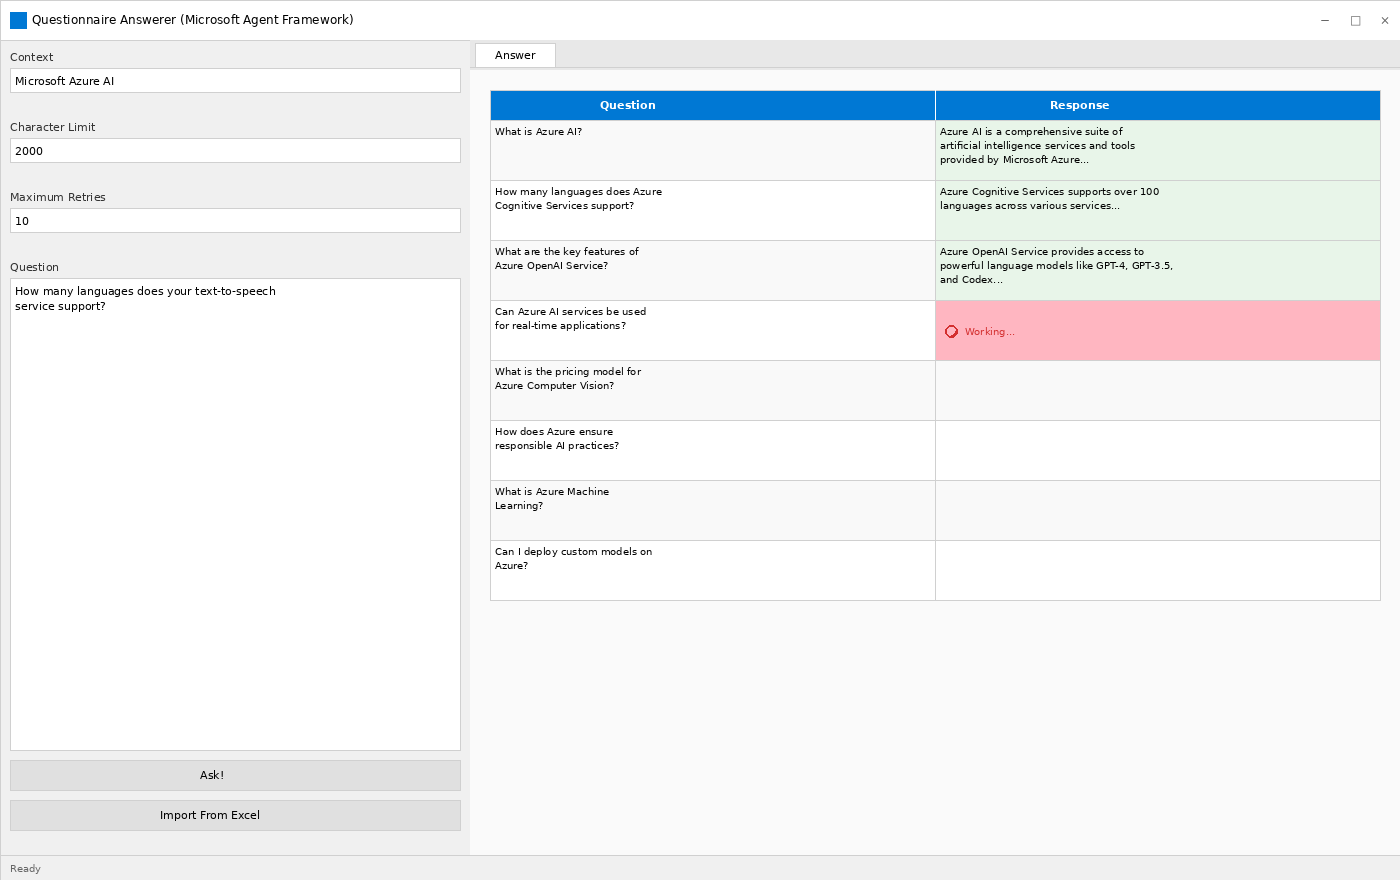 Questionnaire Answerer (Microsoft Agent Framework)
Context
Microsoft Azure AI
Character Limit
2000
Maximum Retries
10
Question
How many languages does your text-to-speech
service support?
Ask!
Import From Excel
Answer
Question
Response
What is Azure AI?
Azure AI is a comprehensive suite of
artificial intelligence services and tools
provided by Microsoft Azure...
How many languages does Azure
Cognitive Services support?
Azure Cognitive Services supports over 100
languages across various services...
What are the key features of
Azure OpenAI Service?
Azure OpenAI Service provides access to
powerful language models like GPT-4, GPT-3.5,
and Codex...
Can Azure AI services be used
for real-time applications?
Working...
What is the pricing model for
Azure Computer Vision?
How does Azure ensure
responsible AI practices?
What is Azure Machine
Learning?
Can I deploy custom models on
Azure?
Ready